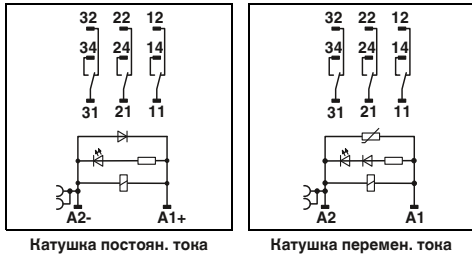 32 22 12 32 22 12
34 24 14 34 24 14
31 21 11 31 21 11
A2- A1+ A2 A1
Катушка постоян. тока Катушка перемен. тока